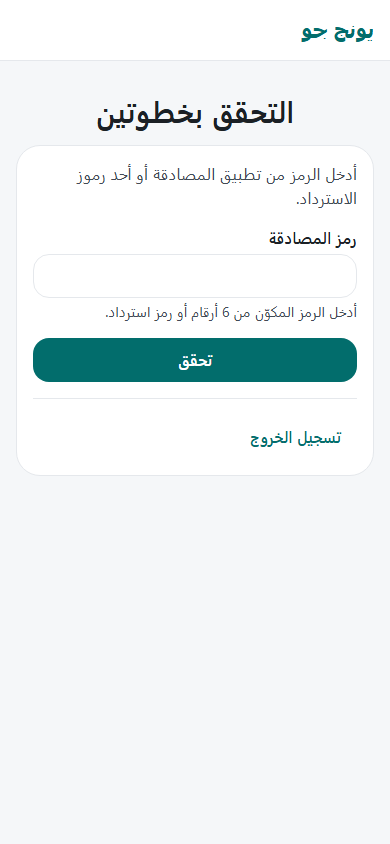 يونج جو
التحقق بخطوتين
أدخل الرمز من تطبيق المصادقة أو أحد رموز
الاسترداد.
رمز المصادقة
أدخل الرمز المكوّن من 6 أرقام أو رمز استرداد.
تحقق
تسجيل الخروج